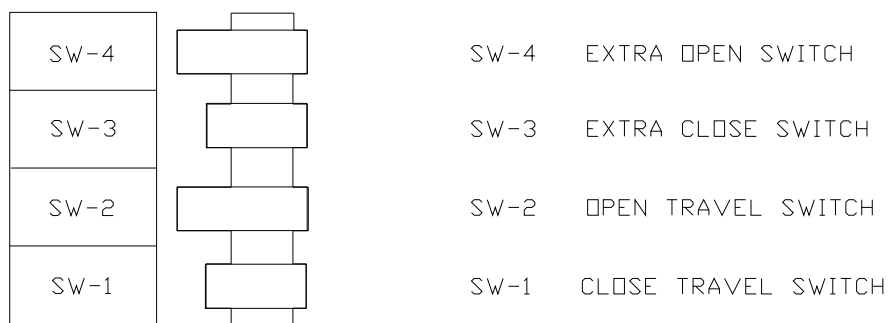 SW-4 SW-4 EXTRA OPEN SWITCH
SW-3 SW-3 EXTRA CLOSE SWITCH
SW-2 SW-2 OPEN TRAVEL SWITCH
SW-1 SW-1 CLOSE TRAVEL SWITCH